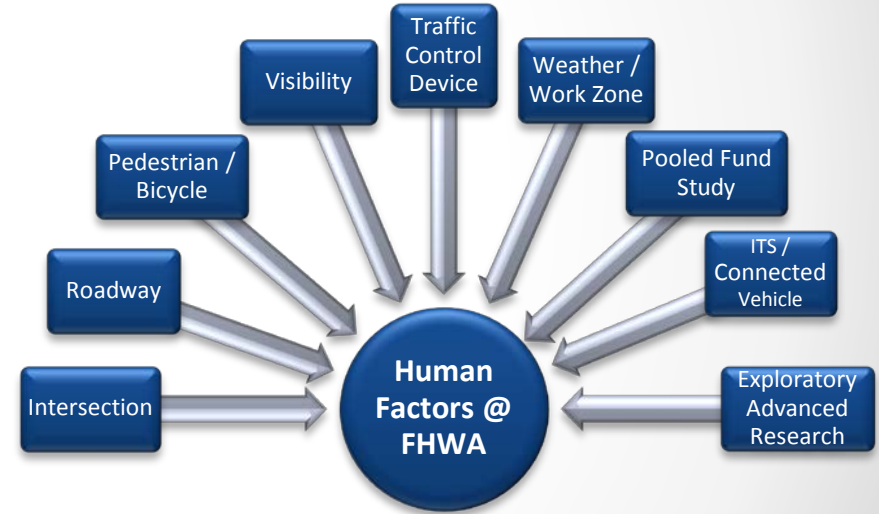 Traffic
Control
Device
Visibility
Weather /
Work Zone
Pedestrian /
Bicycle
Pooled Fund
Study
Roadway
ITS /
Connected
Vehicle
Intersection
Human
Factors @
FHWA
Exploratory
Advanced
Research